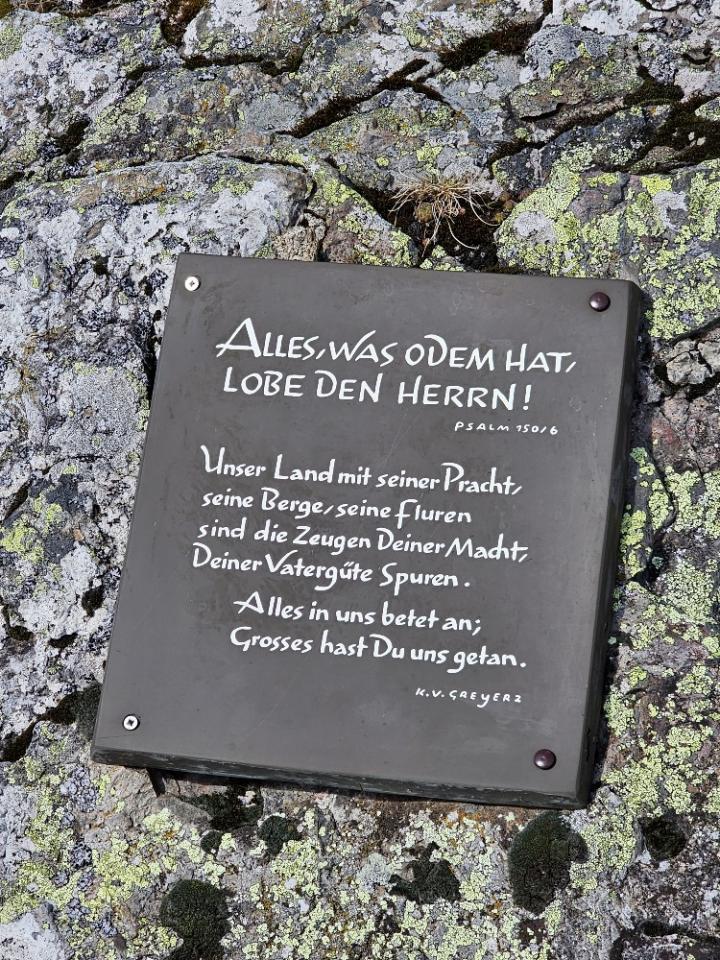 ALLES, WAS ODEM HAT,
LOBE DEN HERRN!
PSALM 150/6
Unser Land mit seiner Pracht,
seine Berge, seine Fluren
sind die Zeugen Deiner Macht,
Deiner Vatergüte Spuren.
Alles in uns betet an;
Grosses hast Du uns getan.
K.V. GREYERZ